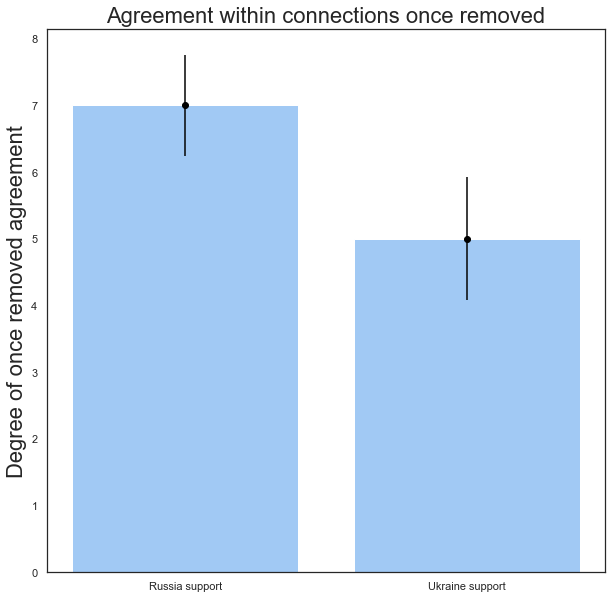 Agreement within connections once removed
Degree of once removed agreement
8
7
6
5
4
3
2
1
0
Russia support
Ukraine support